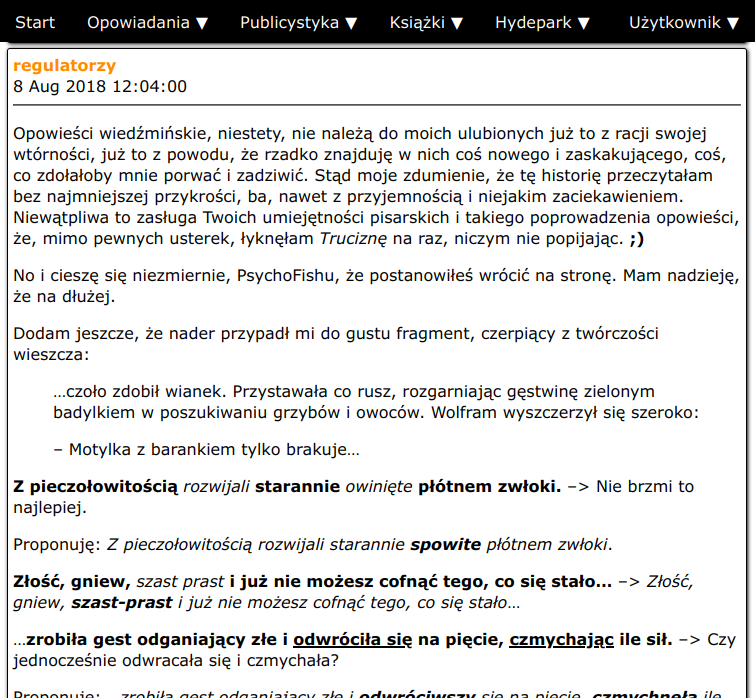 Start Opowiadania ▼ Publicystyka ▼ Książki ▼ Hydepark ▼ Użytkownik ▼
regulatorzy
8 Aug 2018 12:04:00
Opowieści wiedźmińskie, niestety, nie należą do moich ulubionych już to z racji swojej
wtórności, już to z powodu, że rzadko znajduję w nich coś nowego i zaskakującego, coś,
co zdołałoby mnie porwać i zadziwić. Stąd moje zdumienie, że tę historię przeczytałam
bez najmniejszej przykrości, ba, nawet z przyjemnością i niejakim zaciekawieniem.
Niewątpliwa to zasługa Twoich umiejętności pisarskich i takiego poprowadzenia opowieści,
że, mimo pewnych usterek, łyknęłam Truciznę na raz, niczym nie popijając. ;)
No i cieszę się niezmiernie, PsychoFishu, że postanowiłeś wrócić na stronę. Mam nadzieję,
że na dłużej.
Dodam jeszcze, że nader przypadł mi do gustu fragment, czerpiący z twórczości
wieszcza:
…czoło zdobił wianek. Przystawała co rusz, rozgarniając gęstwinę zielonym
badylkiem w poszukiwaniu grzybów i owoców. Wolfram wyszczerzył się szeroko:
– Motylka z barankiem tylko brakuje…
Z pieczołowitością rozwijali starannie owinięte płótnem zwłoki. –> Nie brzmi to
najlepiej.
Proponuję: Z pieczołowitością rozwijali starannie spowite płótnem zwłoki.
Złość, gniew, szast prast i już nie możesz cofnąć tego, co się stało… –> Złość,
gniew, szast-prast i już nie możesz cofnąć tego, co się stało…
…zrobiła gest odganiający złe i odwróciła się na pięcie, czmychając ile sił. –> Czy
jednocześnie odwracała się i czmychała?
Proponuję: …zrobiła gest odganiający złe i odwróciwszy się na pięcie, czmychnęła ile